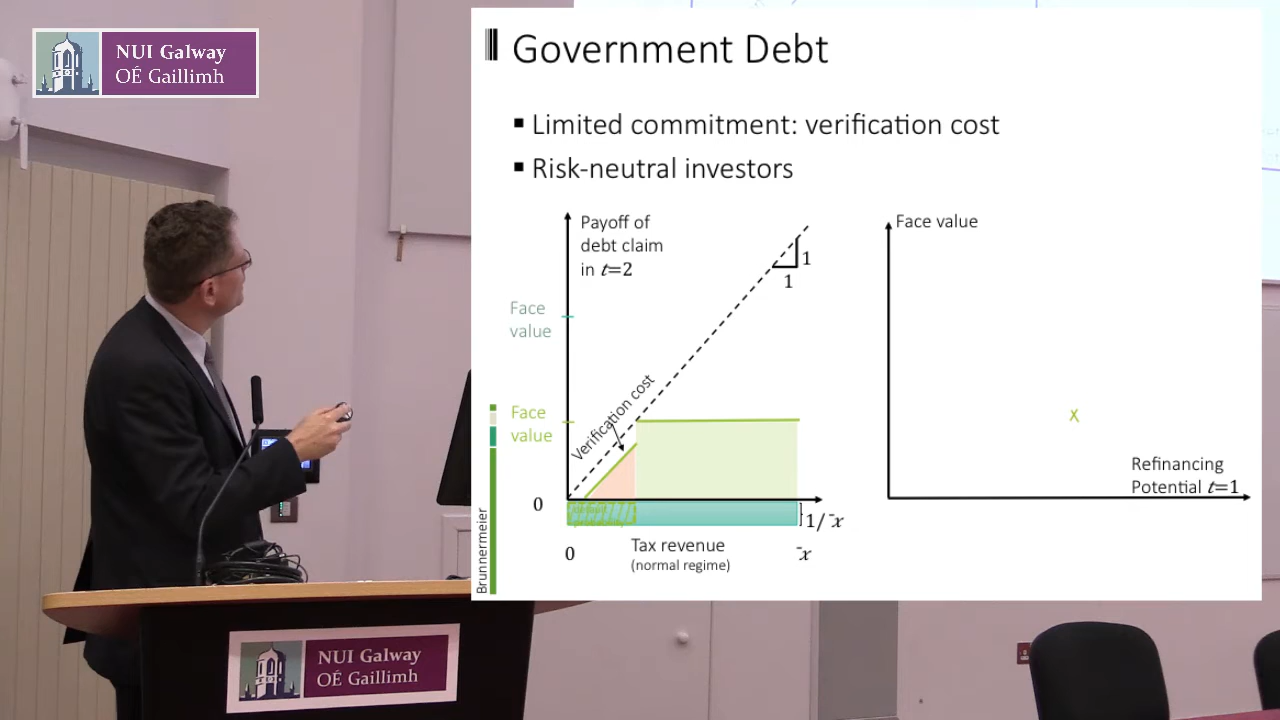 NUI Galway
OÉ Gaillimh
Government Debt
▪ Limited commitment: verification cost
▪ Risk-neutral investors
Payoff of
debt claim
in t=2
1
1
Face
value
Verification cost
Face
value
0
1/ ¯x
0
Tax revenue
(normal regime)
¯x
Brunnermeier
Face value
x
Refinancing
Potential t=1
NUI Galway
OÉ Gaillimh